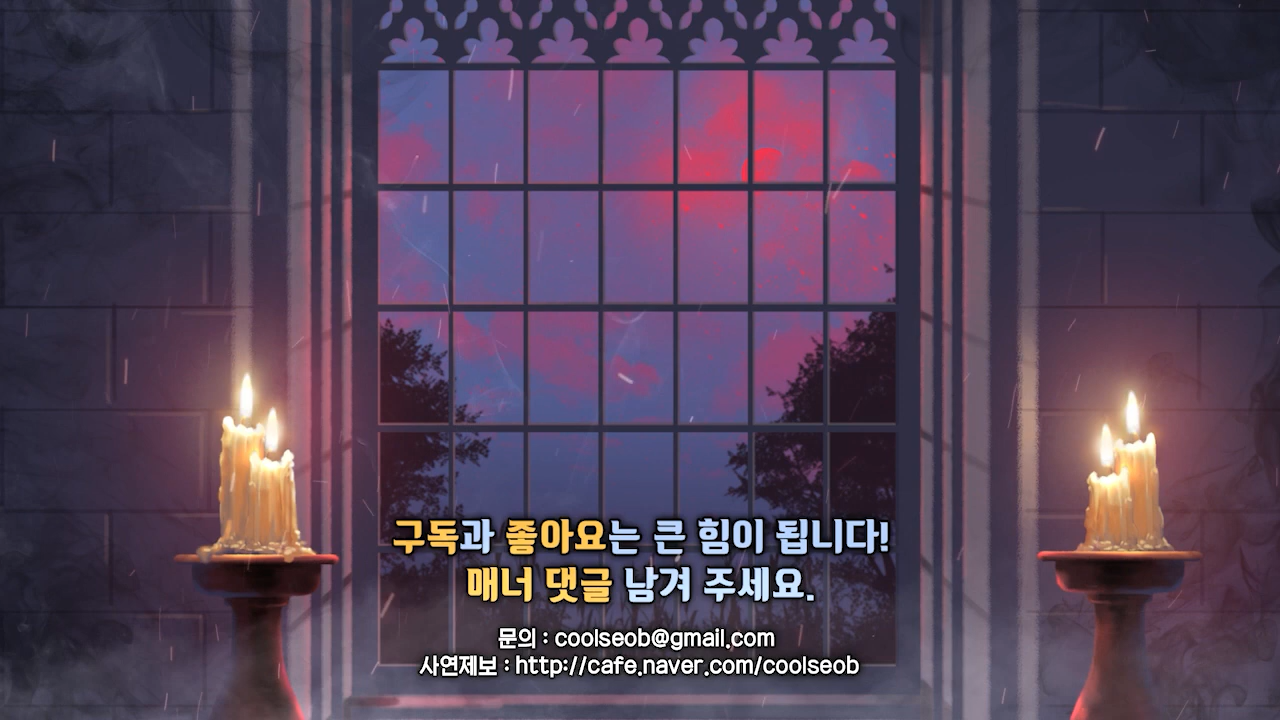 구독과 좋아요는 큰 힘이 됩니다!
매너 댓글 남겨 주세요.
문의 : coolseob@gmail.com
사연제보 : http://cafe.naver.com/coolseob